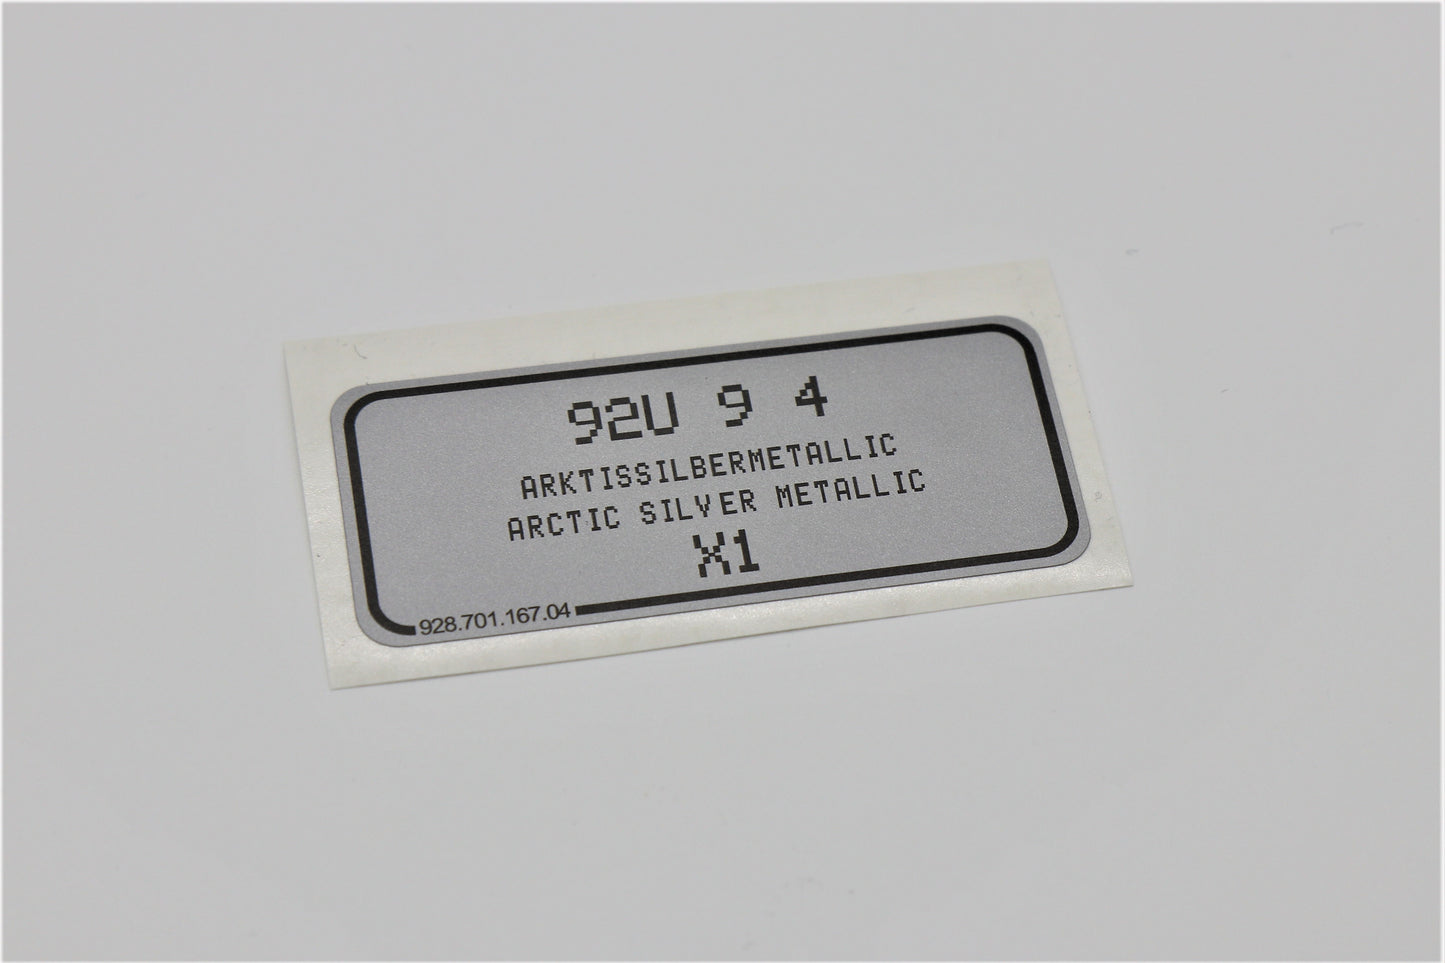 92U 9 4
ARKTISSILBERMETALLIC
ARCTIC SILVER METALLIC
X1
928.701.167.04